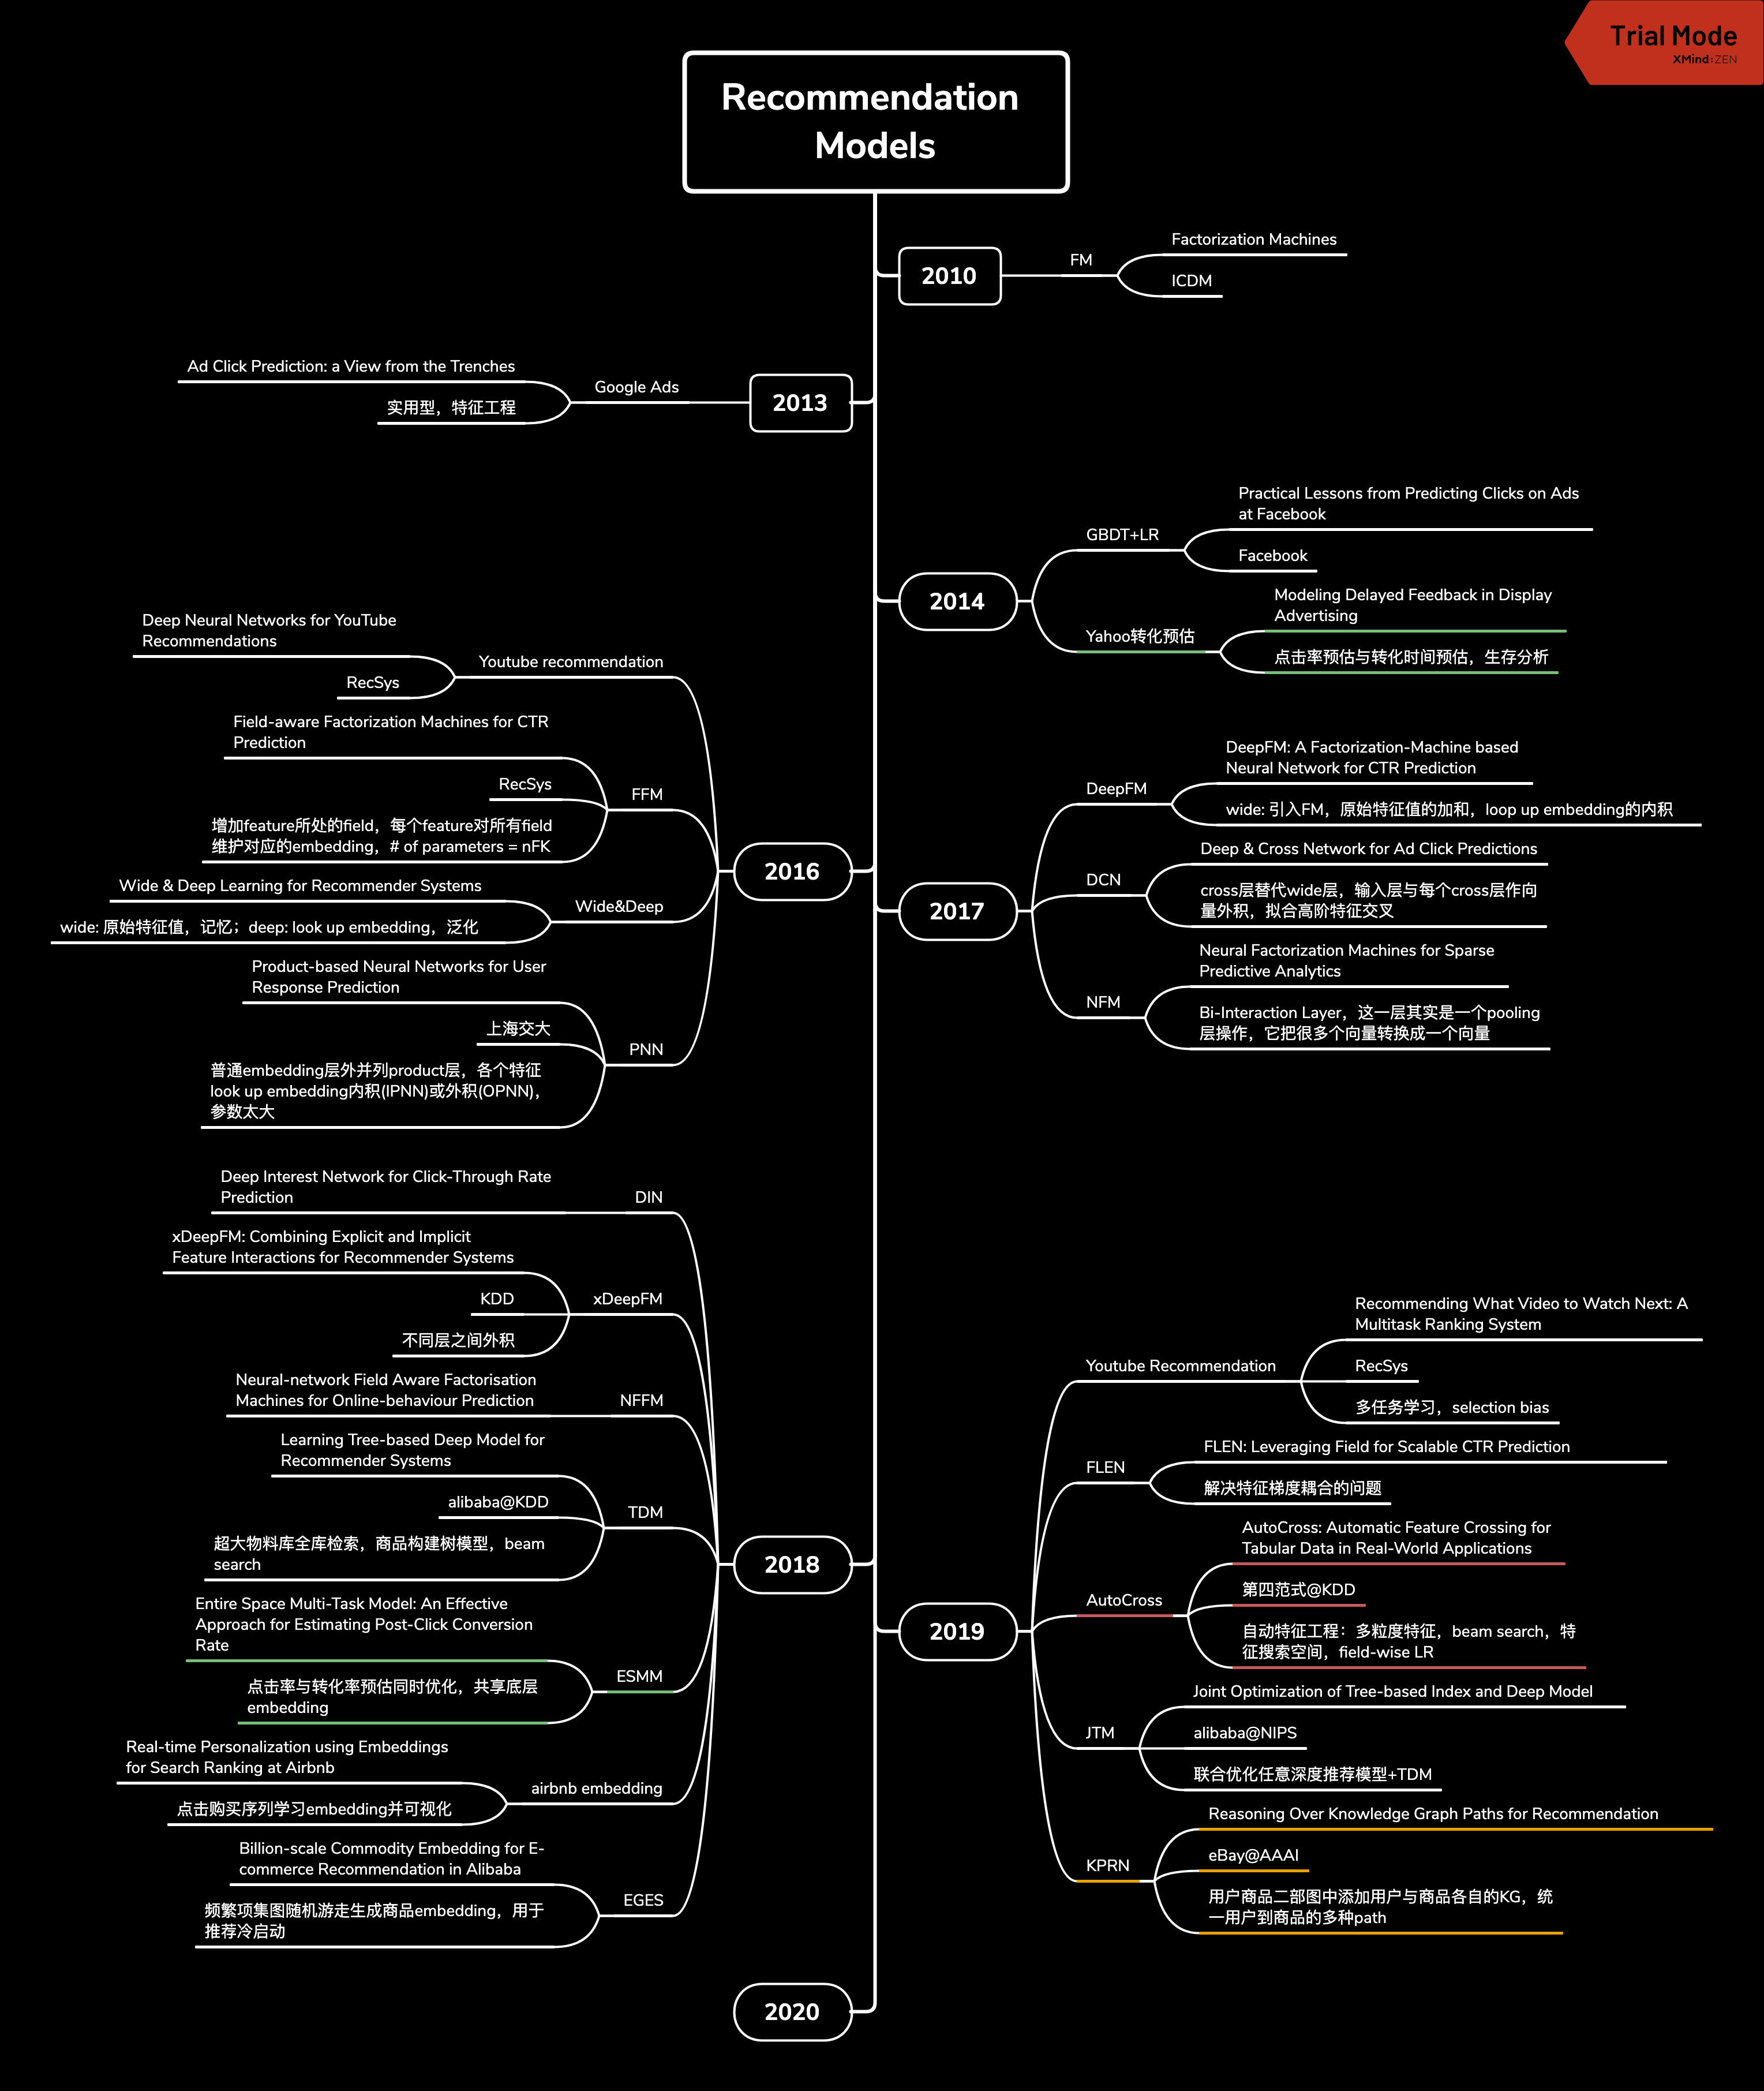 Trial Mode
XMind:ZEN
Recommendation
Models
2010
FM
Factorization Machines
ICDM
2013
Google Ads
Ad Click Prediction: a View from the Trenches
实用型，特征工程
2014
GBDT+LR
Practical Lessons from Predicting Clicks on Ads
at Facebook
Facebook
Yahoo转化预估
Modeling Delayed Feedback in Display
Advertising
点击率预估与转化时间预估，生存分析
2016
Youtube recommendation
Deep Neural Networks for YouTube
Recommendations
RecSys
FFM
Field-aware Factorization Machines for CTR
Prediction
RecSys
增加feature所处的field，每个feature对所有field
维护对应的embedding，# of parameters = nFK
Wide&Deep
Wide & Deep Learning for Recommender Systems
wide: 原始特征值，记忆；deep: look up embedding，泛化
PNN
Product-based Neural Networks for User
Response Prediction
上海交大
普通embedding层外并列product层，各个特征
look up embedding内积(IPNN)或外积(OPNN)，
参数太大
2017
DeepFM
DeepFM: A Factorization-Machine based
Neural Network for CTR Prediction
wide: 引入FM，原始特征值的加和，loop up embedding的内积
DCN
Deep & Cross Network for Ad Click Predictions
cross层替代wide层，输入层与每个cross层作向
量外积，拟合高阶特征交叉
NFM
Neural Factorization Machines for Sparse
Predictive Analytics
Bi-Interaction Layer，这一层其实是一个pooling
层操作，它把很多个向量转换成一个向量
2018
DIN
Deep Interest Network for Click-Through Rate
Prediction
xDeepFM
xDeepFM: Combining Explicit and Implicit
Feature Interactions for Recommender Systems
KDD
不同层之间外积
NFFM
Neural-network Field Aware Factorisation
Machines for Online-behaviour Prediction
TDM
Learning Tree-based Deep Model for
Recommender Systems
alibaba@KDD
超大物料库全库检索，商品构建树模型，beam
search
ESMM
Entire Space Multi-Task Model: An Effective
Approach for Estimating Post-Click Conversion
Rate
点击率与转化率预估同时优化，共享底层
embedding
airbnb embedding
Real-time Personalization using Embeddings
for Search Ranking at Airbnb
点击购买序列学习embedding并可视化
EGES
Billion-scale Commodity Embedding for E-
commerce Recommendation in Alibaba
频繁项集图随机游走生成商品embedding，用于
推荐冷启动
2019
Youtube Recommendation
Recommending What Video to Watch Next: A
Multitask Ranking System
RecSys
多任务学习，selection bias
FLEN
FLEN: Leveraging Field for Scalable CTR Prediction
解决特征梯度耦合的问题
AutoCross
AutoCross: Automatic Feature Crossing for
Tabular Data in Real-World Applications
第四范式@KDD
自动特征工程：多粒度特征，beam search，特
征搜索空间，field-wise LR
JTM
Joint Optimization of Tree-based Index and Deep Model
alibaba@NIPS
联合优化任意深度推荐模型+TDM
KPRN
Reasoning Over Knowledge Graph Paths for Recommendation
eBay@AAAI
用户商品二部图中添加用户与商品各自的KG，统
一用户到商品的多种path
2020